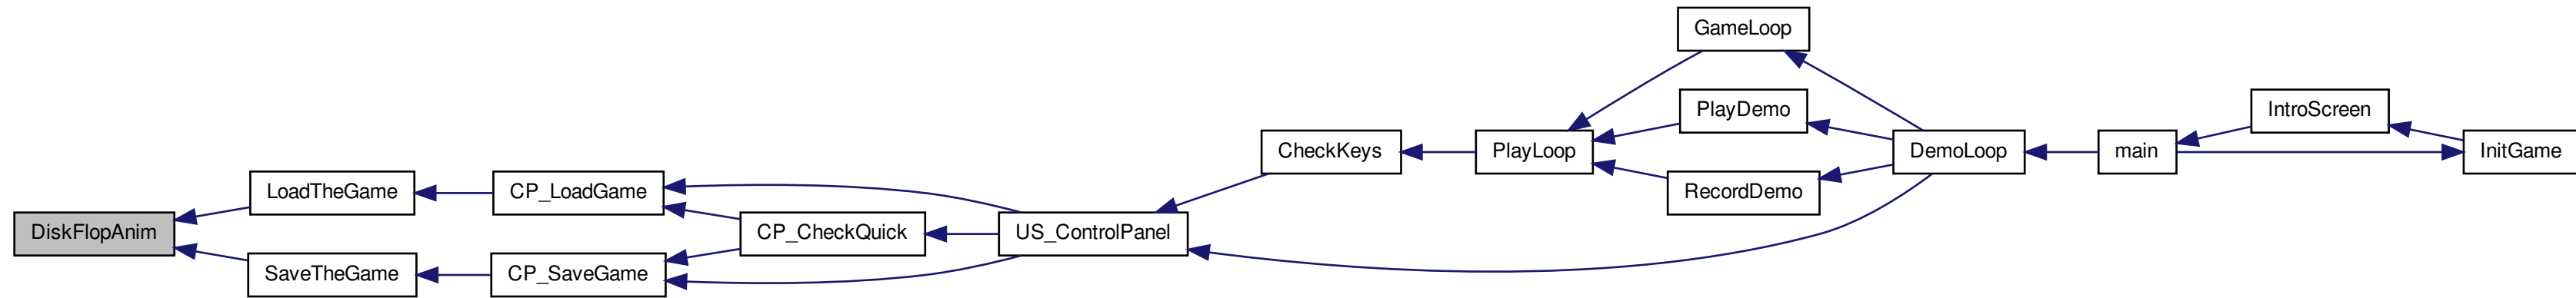 GameLoop
PlayDemo
IntroScreen
CheckKeys
PlayLoop
DemoLoop
main
InitGame
LoadTheGame
CP_LoadGame
RecordDemo
DiskFlopAnim
CP_CheckQuick
US_ControlPanel
SaveTheGame
CP_SaveGame